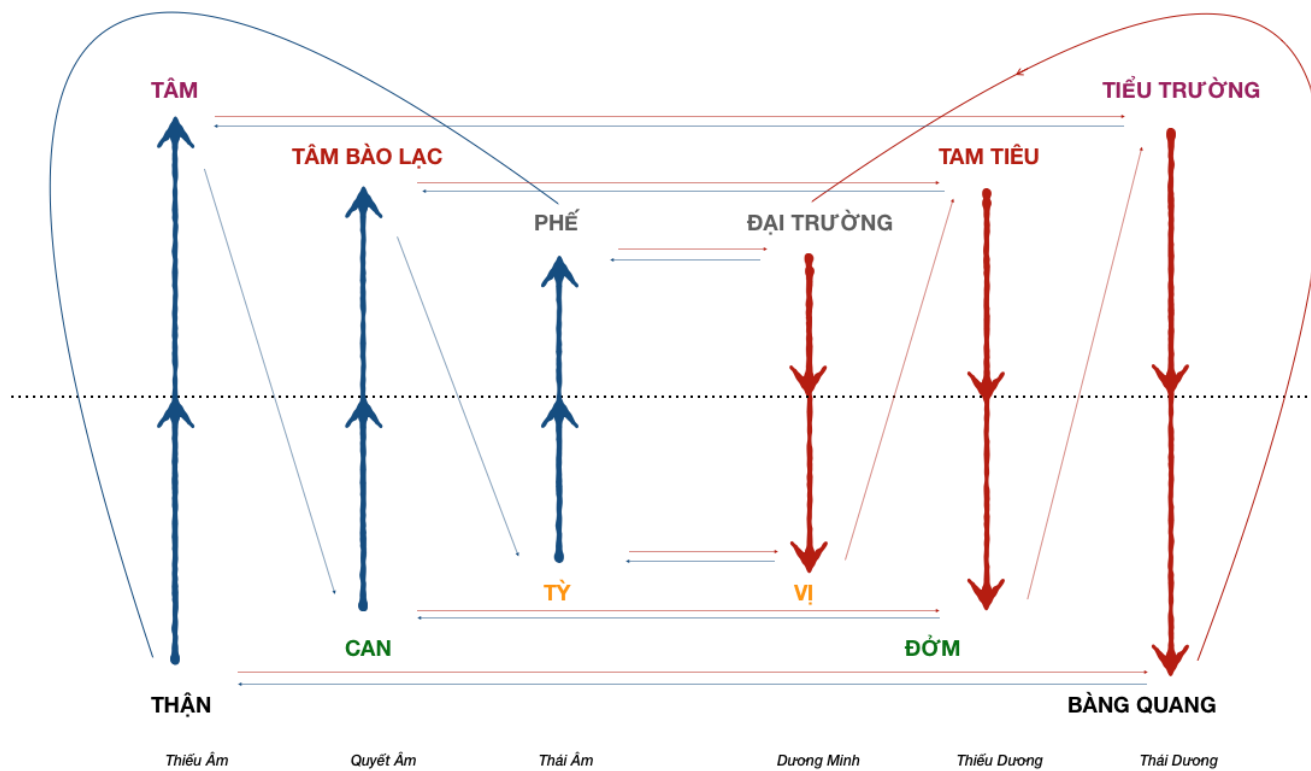 TÂM
TIỂU TRƯỜNG
TÂM BÀO LẠC
TAM TIÊU
PHẾ
ĐẠI TRƯỜNG
TỲ
VỊ
CAN
ĐỞM
THẬN
BÀNG QUANG
Thiếu Âm
Quyết Âm
Thái Âm
Dương Minh
Thiếu Dương
Thái Dương